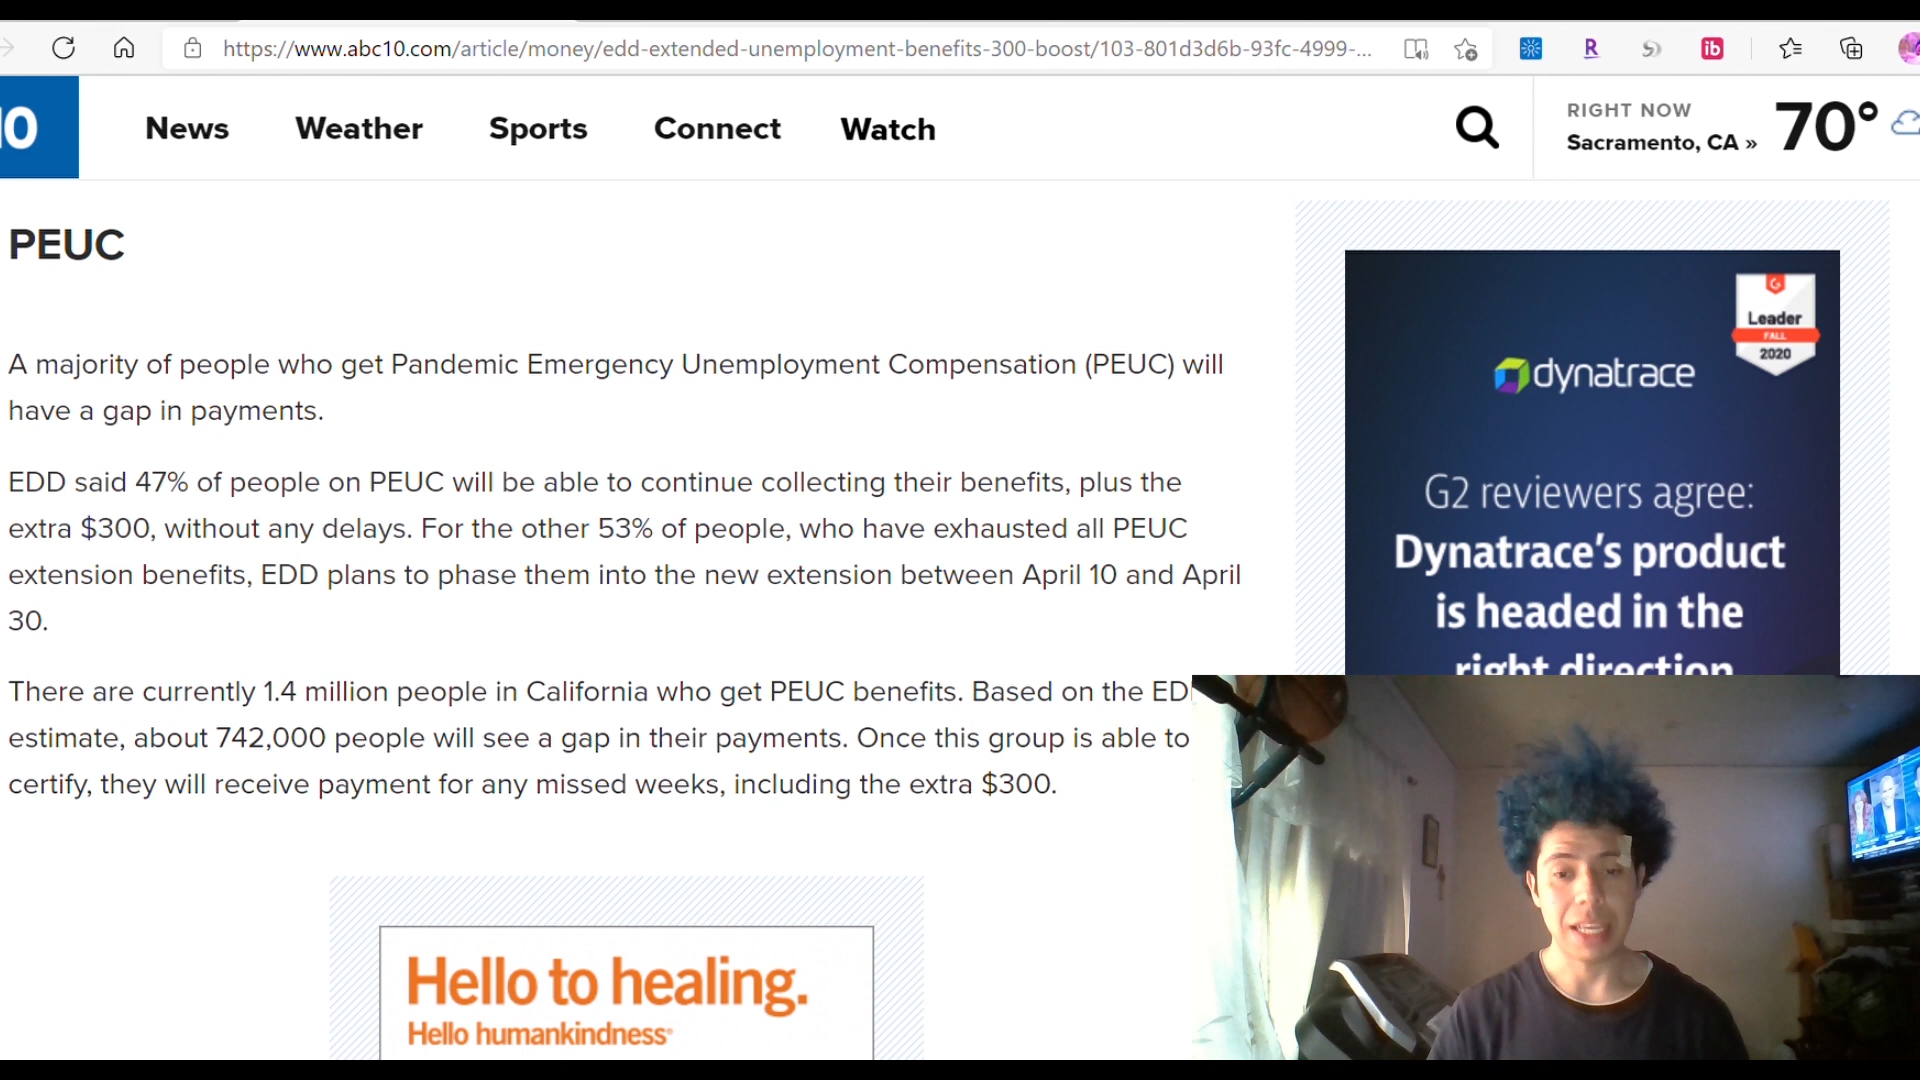 https://www.abc10.com/article/money/edd-extended-unemployment-benefits-300-boost/103-801d3d6b-93fc-4999-...
R
ib
10
News
Weather
Sports
Connect
Watch
RIGHT NOW
Sacramento, CA »
70°
PEUC
A majority of people who get Pandemic Emergency Unemployment Compensation (PEUC) will
have a gap in payments.
EDD said 47% of people on PEUC will be able to continue collecting their benefits, plus the
extra $300, without any delays. For the other 53% of people, who have exhausted all PEUC
extension benefits, EDD plans to phase them into the new extension between April 10 and April
30.
There are currently 1.4 million people in California who get PEUC benefits. Based on the ED
estimate, about 742,000 people will see a gap in their payments. Once this group is able to
certify, they will receive payment for any missed weeks, including the extra $300.
G
Leader
FALL
2020
dynatrace
G2 reviewers agree:
Dynatrace's product
is headed in the
right direction
Hello to healing.
Hello humankindness®